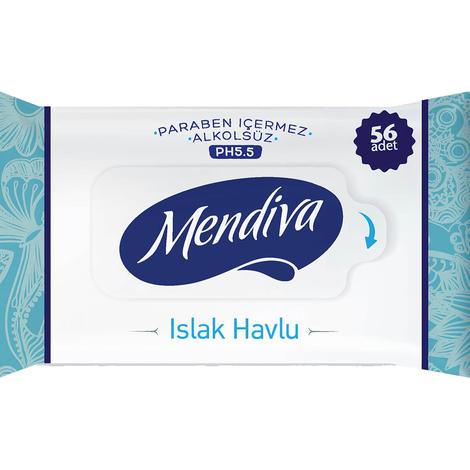 PARABEN İÇERMEZ
ALKOLSÜZ
PH5.5
56
adet
Mendiva
Islak Havlu